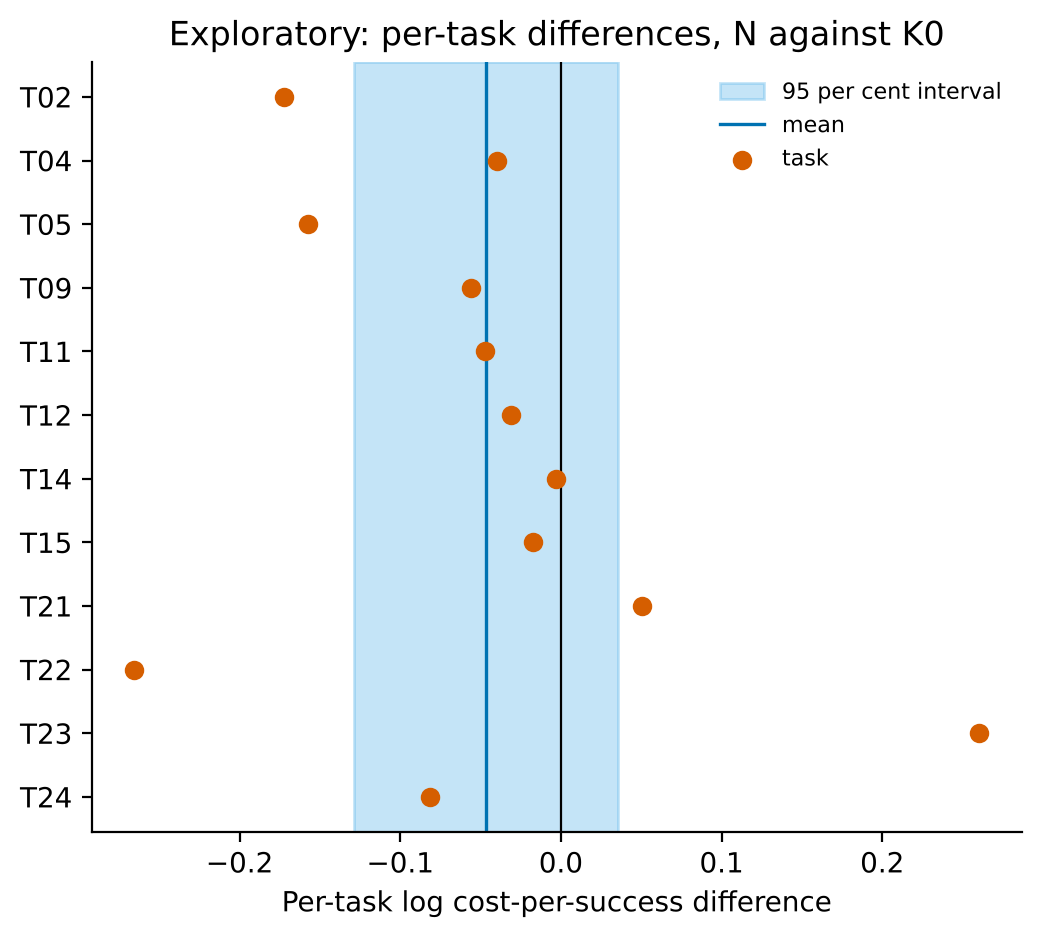 Exploratory: per-task differences, N against K0
95 per cent interval
mean
task
T02
T04
T05
T09
T11
T12
T14
T15
T21
T22
T23
T24
−0.2 −0.1 0.0 0.1 0.2
Per-task log cost-per-success difference